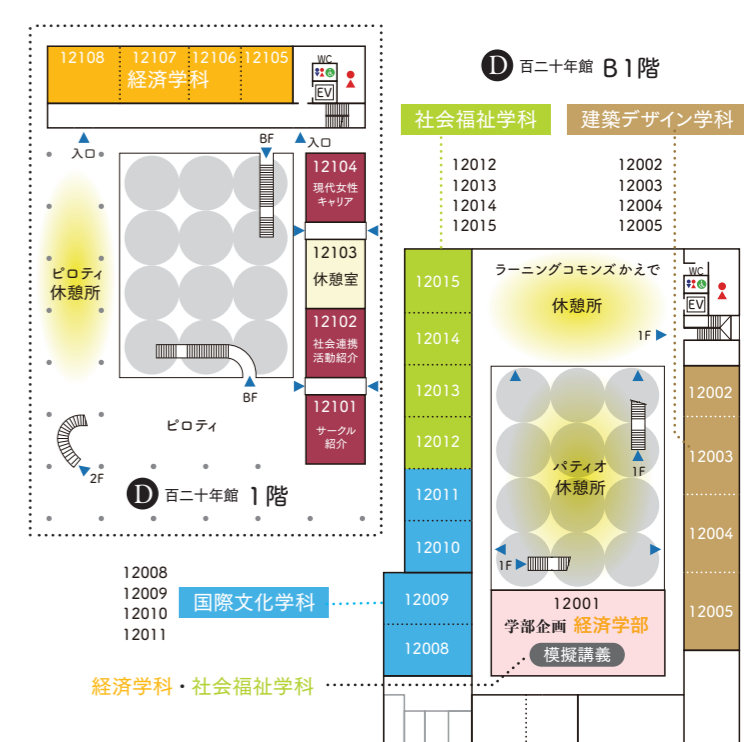 12108
12107
12106
12105
経済学科
WC
EV
入口
BF
入口
12104
現代女性
キャリア
12103
休憩室
12102
社会連携
活動紹介
12101
サークル
紹介
ピロティ
休憩所
BF
ピロティ
2F
D 百二十年館 1階
D 百二十年館 B1階
社会福祉学科
建築デザイン学科
12012
12013
12014
12015
12002
12003
12004
12005
ラーニングコモンズかえで
休憩所
WC
EV
1F
12015
12014
12013
12012
12011
12010
12009
12008
パティオ
休憩所
1F
1F
12002
12003
12004
12005
12001
学部企画 経済学部
模擬講義
12008
12009
12010
12011
国際文化学科
経済学科・社会福祉学科